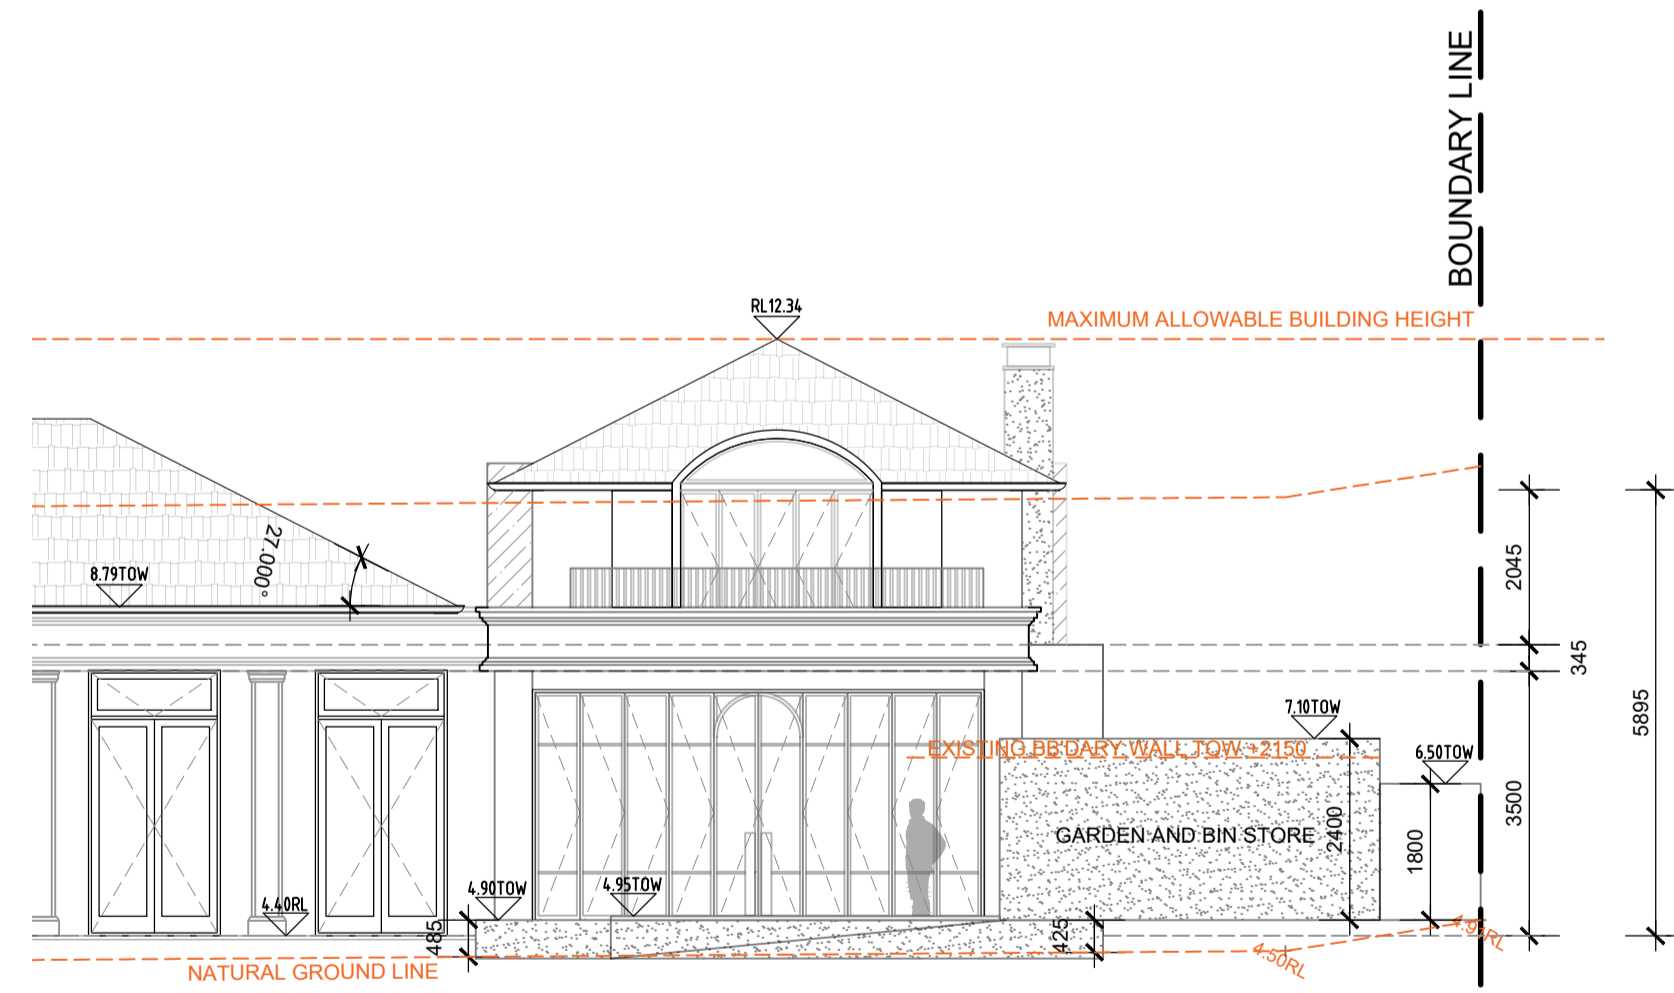 BOUNDARY LINE
RL12.34
MAXIMUM ALLOWABLE BUILDING HEIGHT
27.000°
8.79TOW
2045
345
5895
7.10TOW
EXISTING BB'DARY WALL TOW +2150
6.50TOW
3500
GARDEN AND BIN STORE
2400
1800
4.90TOW
4.95TOW
4.40RL
485
425
4.91RL
4.50RL
NATURAL GROUND LINE